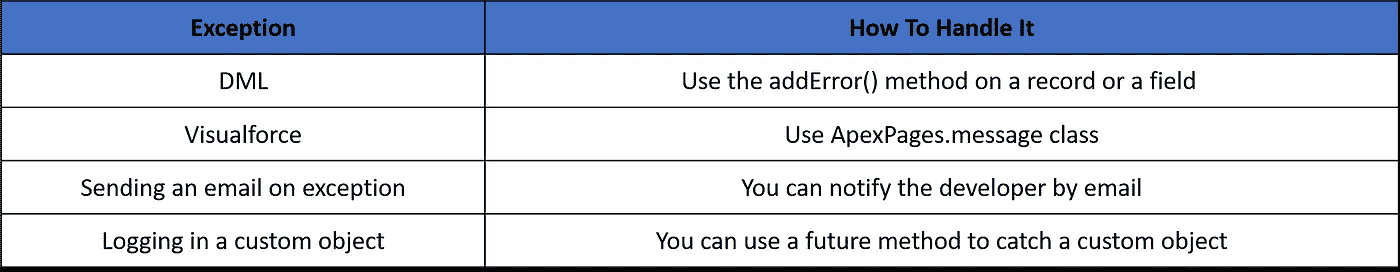 Exception How To Handle It
DML Use the addError() method on a record or a field
Visualforce Use ApexPages.message class
Sending an email on exception You can notify the developer by email
Logging in a custom object You can use a future method to catch a custom object